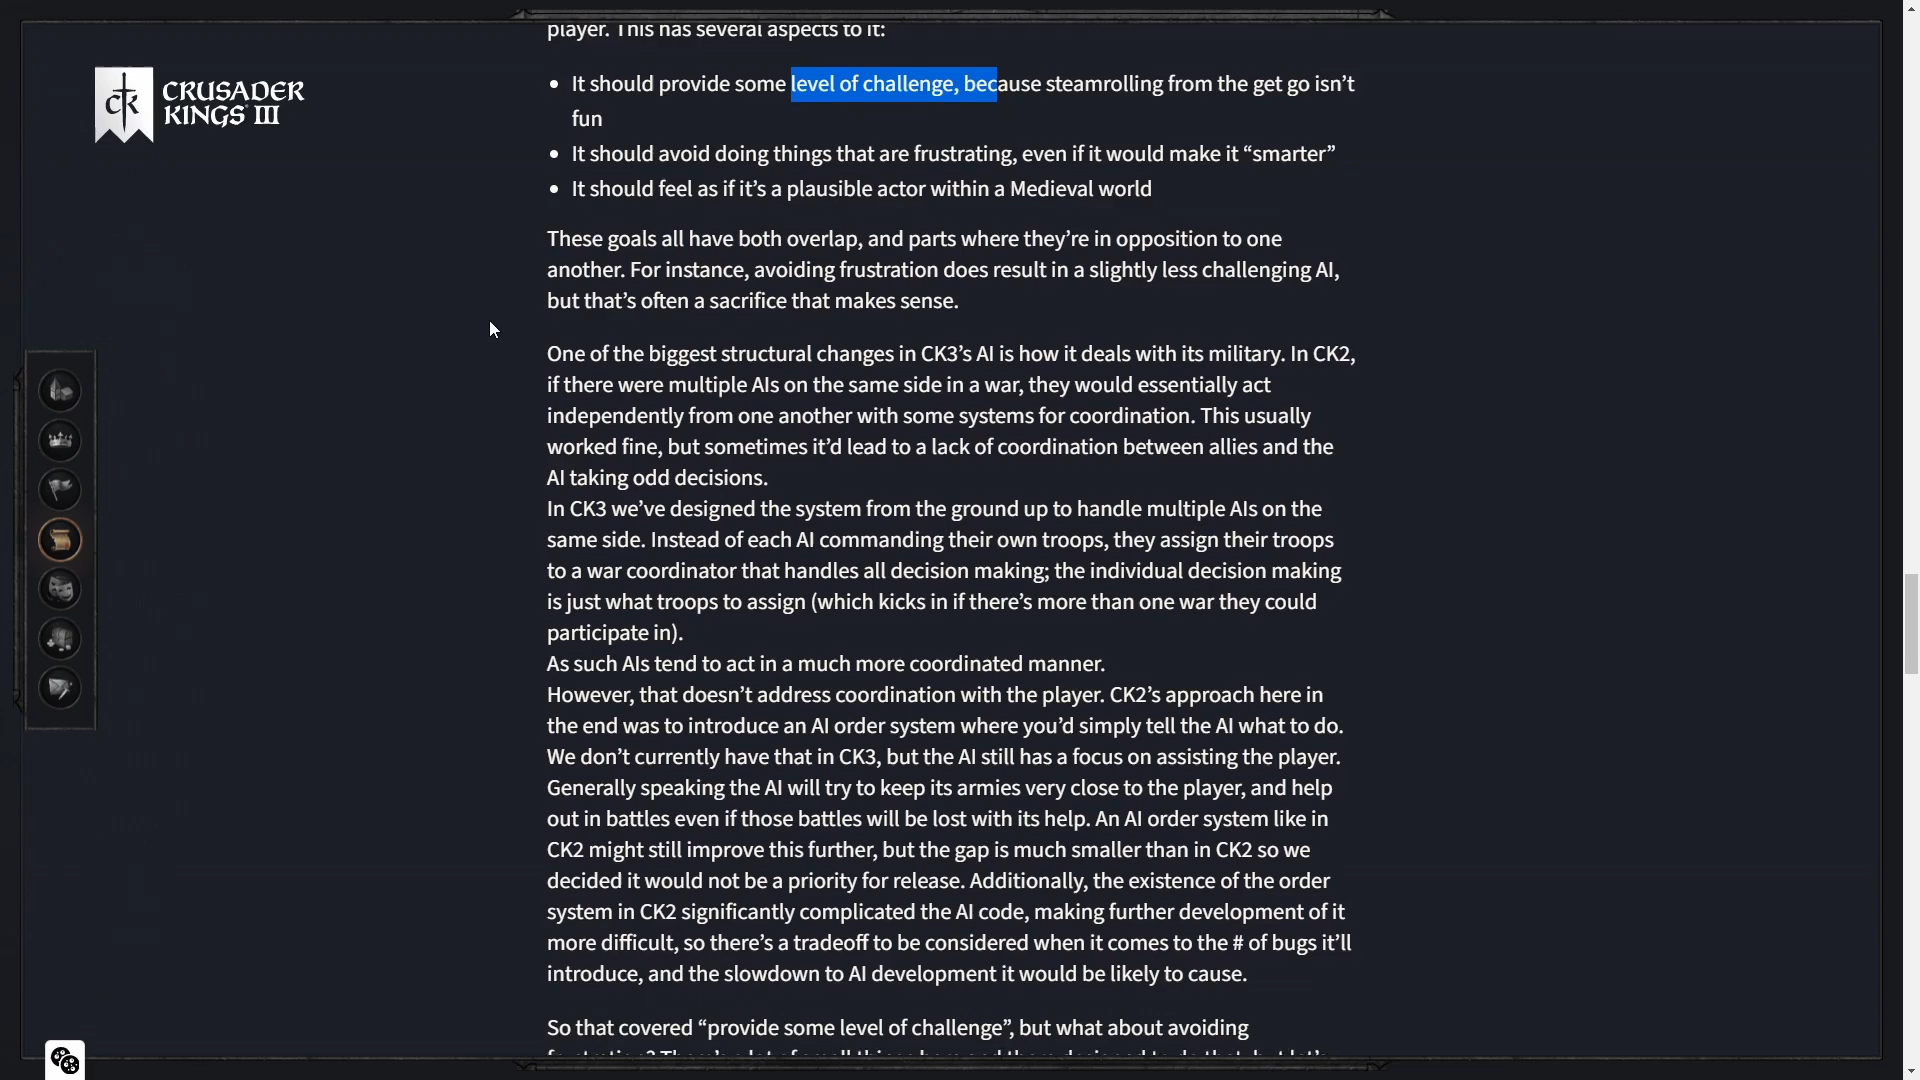 player. This has several aspects to it:
CRUSADER
KINGS III
It should provide some level of challenge, because steamrolling from the get go isn’t
fun
It should avoid doing things that are frustrating, even if it would make it “smarter”
It should feel as if it’s a plausible actor within a Medieval world
These goals all have both overlap, and parts where they’re in opposition to one
another. For instance, avoiding frustration does result in a slightly less challenging AI,
but that’s often a sacrifice that makes sense.
One of the biggest structural changes in CK3’s AI is how it deals with its military. In CK2,
if there were multiple AIs on the same side in a war, they would essentially act
independently from one another with some systems for coordination. This usually
worked fine, but sometimes it’d lead to a lack of coordination between allies and the
AI taking odd decisions.
In CK3 we’ve designed the system from the ground up to handle multiple AIs on the
same side. Instead of each AI commanding their own troops, they assign their troops
to a war coordinator that handles all decision making; the individual decision making
is just what troops to assign (which kicks in if there’s more than one war they could
participate in).
As such AIs tend to act in a much more coordinated manner.
However, that doesn’t address coordination with the player. CK2’s approach here in
the end was to introduce an AI order system where you’d simply tell the AI what to do.
We don’t currently have that in CK3, but the AI still has a focus on assisting the player.
Generally speaking the AI will try to keep its armies very close to the player, and help
out in battles even if those battles will be lost with its help. An AI order system like in
CK2 might still improve this further, but the gap is much smaller than in CK2 so we
decided it would not be a priority for release. Additionally, the existence of the order
system in CK2 significantly complicated the AI code, making further development of it
more difficult, so there’s a tradeoff to be considered when it comes to the # of bugs it’ll
introduce, and the slowdown to AI development it would be likely to cause.
So that covered “provide some level of challenge”, but what about avoiding